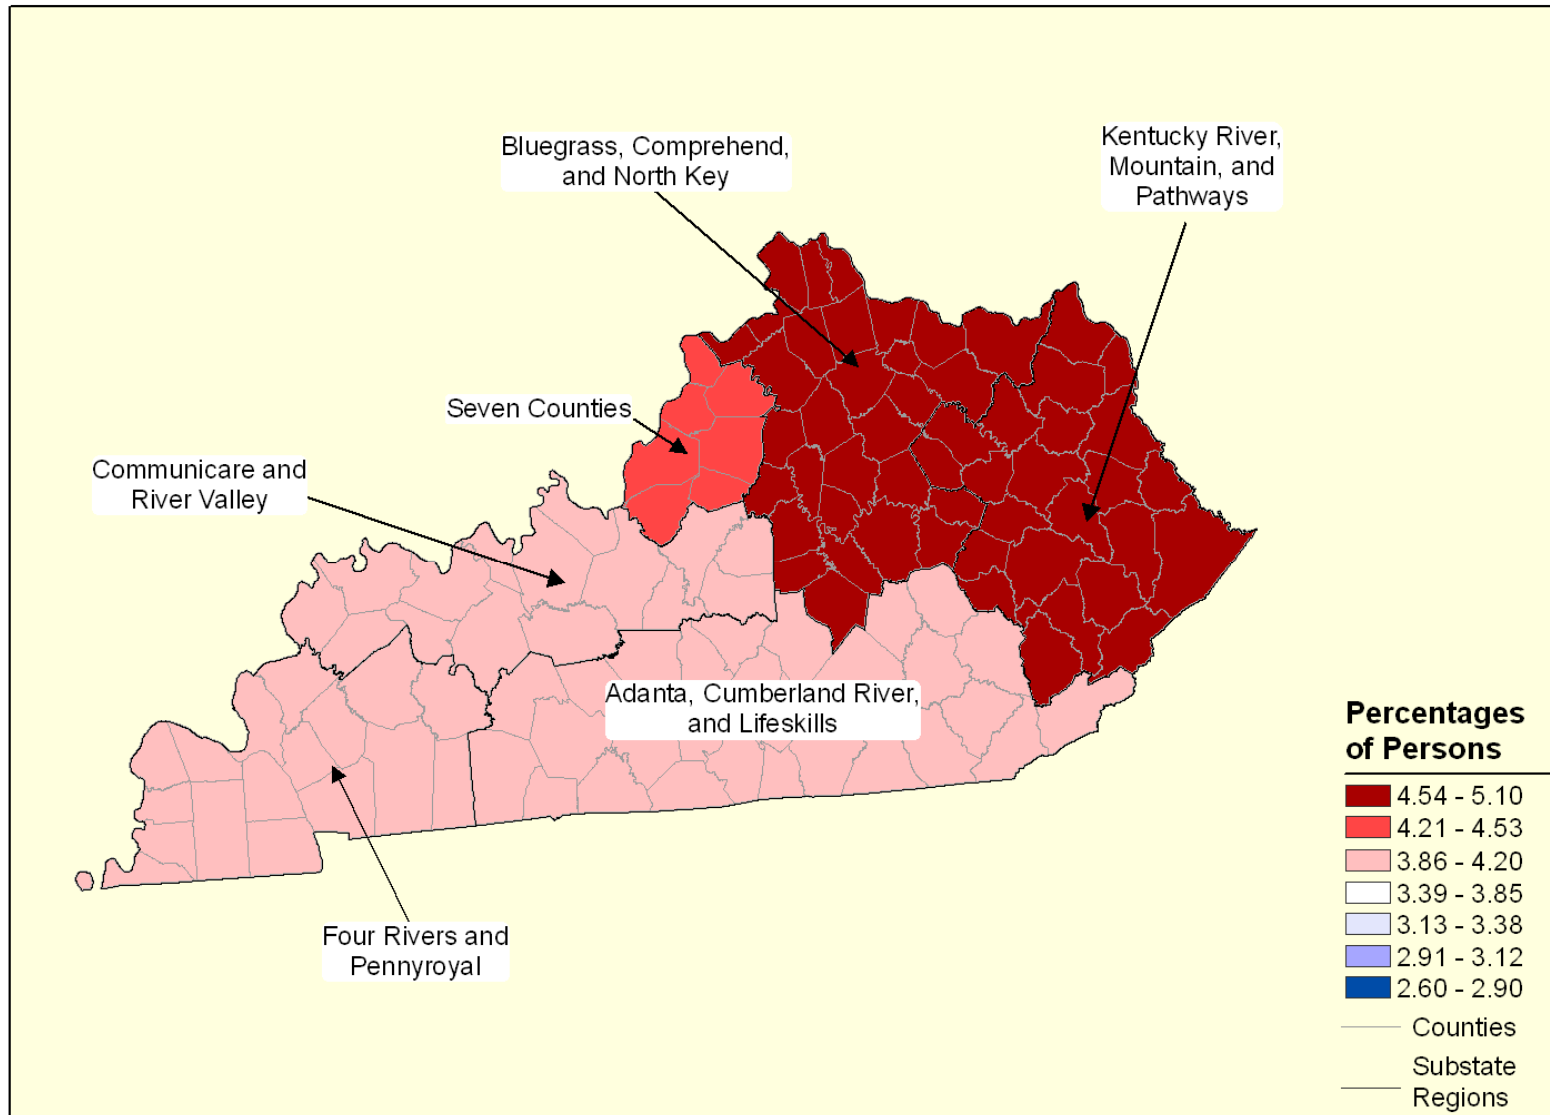 Bluegrass, Comprehend,
and North Key
Kentucky River,
Mountain, and
Pathways
Seven Counties
Communicare and
River Valley
Adanta, Cumberland River,
and Lifeskills
Four Rivers and
Pennyroyal
Percentages
of Persons
4.54 - 5.10
4.21 - 4.53
3.86 - 4.20
3.39 - 3.85
3.13 - 3.38
2.91 - 3.12
2.60 - 2.90
Counties
Substate
Regions